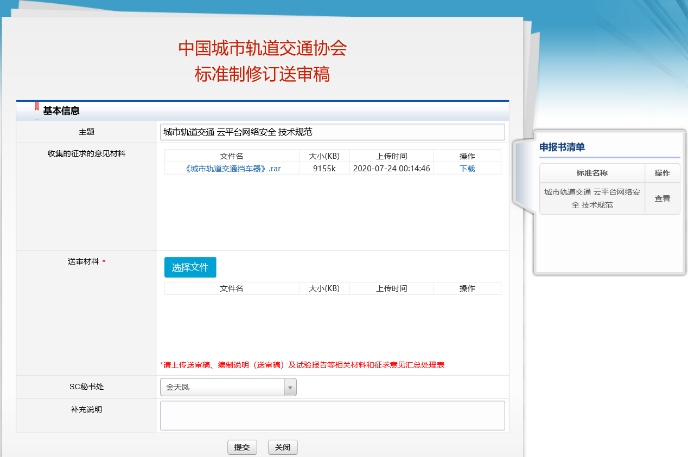 中国城市轨道交通协会
标准制修订送审稿
基本信息
主题 城市轨道交通 云平台网络安全 技术规范
收集的征求的意见材料
文件名 大小(KB) 上传时间 操作
《城市轨道交通挡车器》.rar 9155k 2020-07-24 00:14:46 下载
送审材料 *
选择文件
文件名 大小(KB) 上传时间 操作
*请上传送审稿、编制说明（送审稿）及试验报告等相关材料和征求意见汇总处理表
SC秘书处 金天凤
补充说明
提交 关闭
申报书清单
标准名称 操作
城市轨道交通 云平台网络安
全 技术规范 查看